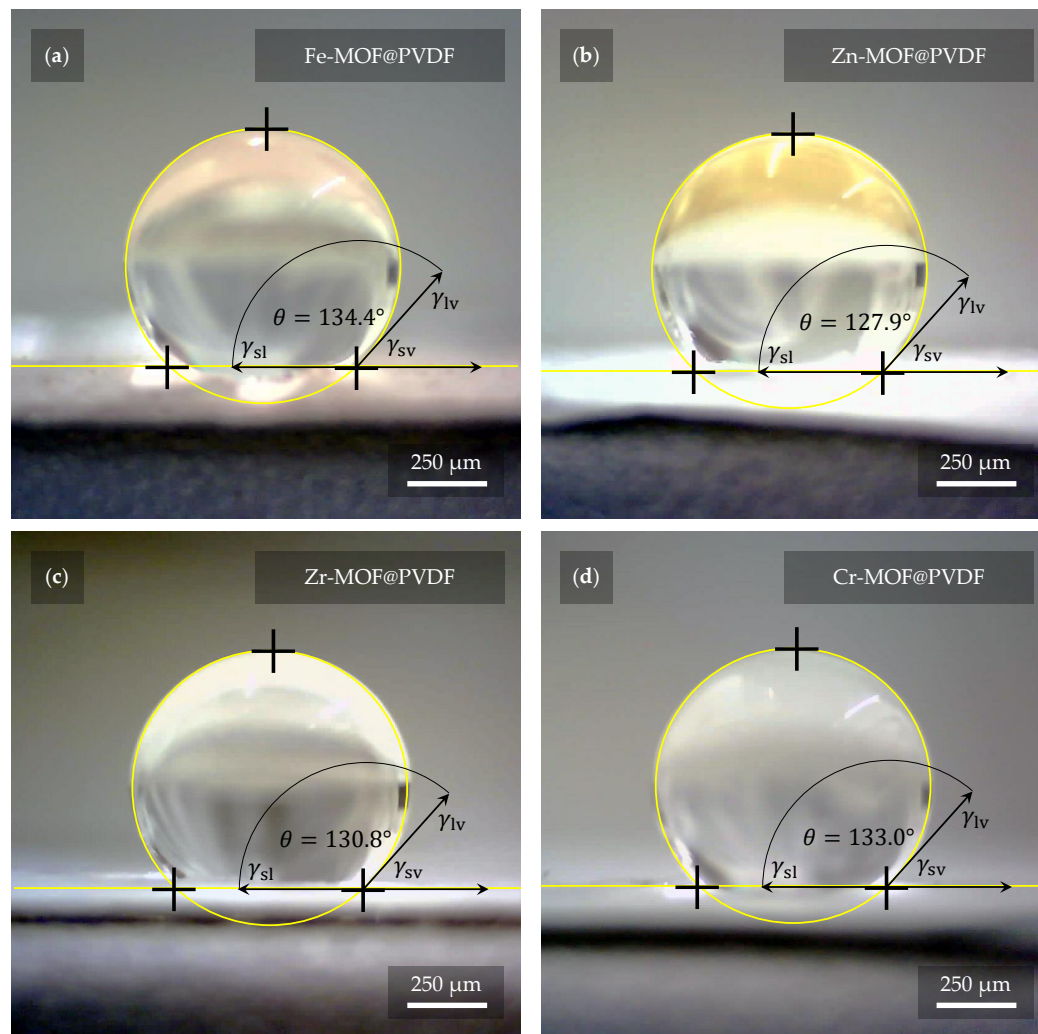 (a)
Fe-MOF@PVDF
θ = 134.4°
γlv
γsl
γsv
250 µm
(b)
Zn-MOF@PVDF
θ = 127.9°
γlv
γsl
γsv
250 µm
(c)
Zr-MOF@PVDF
θ = 130.8°
γlv
γsl
γsv
250 µm
(d)
Cr-MOF@PVDF
θ = 133.0°
γlv
γsl
γsv
250 µm